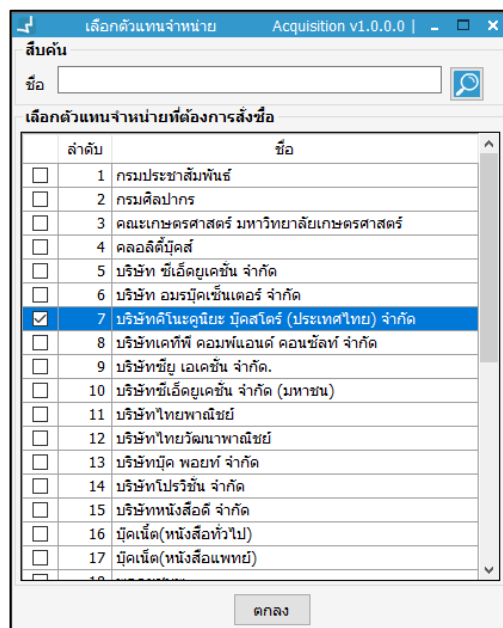 เลือกตัวแทนจำหน่าย Acquisition v1.0.0.0 |
สืบค้น
ชื่อ
เลือกตัวแทนจำหน่ายที่ต้องการสั่งซื้อ
ลำดับ ชื่อ
1 กรมประชาสัมพันธ์
2 กรมศิลปากร
3 คณะเกษตรศาสตร์ มหาวิทยาลัยเกษตรศาสตร์
4 คลอลิตี้บุ๊คส์
5 บริษัท ซีเอ็ดยูเคชั่น จำกัด
6 บริษัท อมรบุ๊คเซ็นเตอร์ จำกัด
7 บริษัทคิโนะคูนิยะ บุ๊คสโตร์ (ประเทศไทย) จำกัด
8 บริษัทเคทีพี คอมพ์แอนด์ คอนซัลท์ จำกัด
9 บริษัทซียู เอเคชั่น จำกัด.
10 บริษัทซีเอ็ดยูเคชั่น จำกัด (มหาชน)
11 บริษัทไทยพาณิชย์
12 บริษัทไทยวัฒนาพาณิชย์
13 บริษัทบุ๊ค พอยท์ จำกัด
14 บริษัทโปรวิชั่น จำกัด
15 บริษัทหนังสือดี จำกัด
16 บุ๊คเน็ต(หนังสือทั่วไป)
17 บุ๊คเน็ต(หนังสือแพทย์)
ตกลง